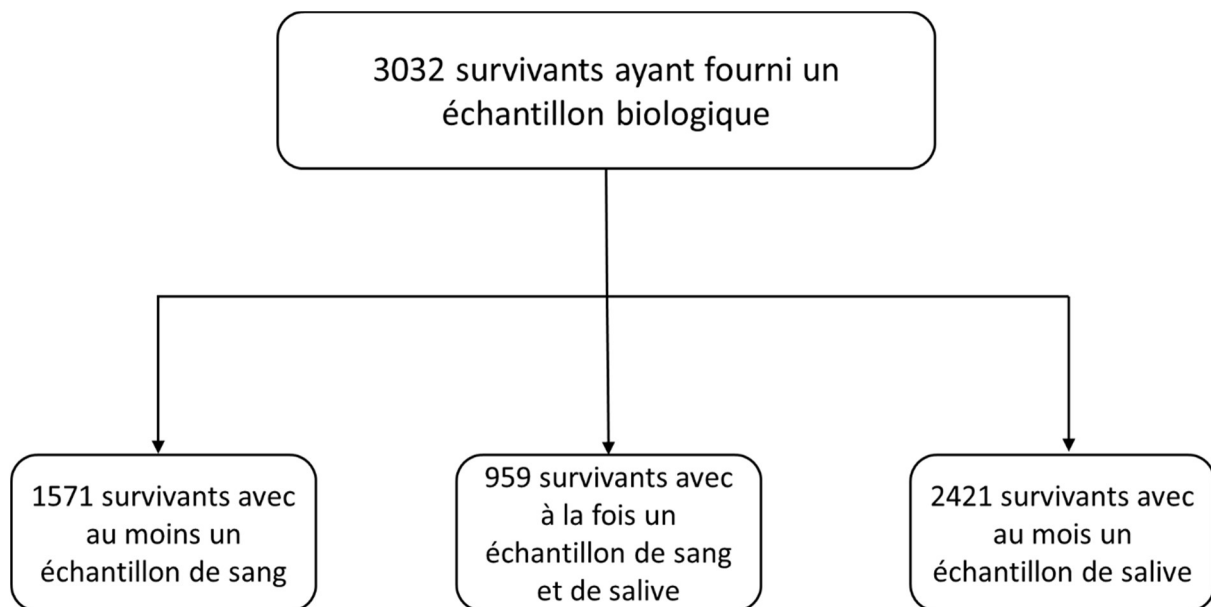 3032 survivants ayant fourni un
échantillon biologique
1571 survivants avec
au moins un
échantillon de sang
959 survivants avec
à la fois un
échantillon de sang
et de salive
2421 survivants avec
au mois un
échantillon de salive